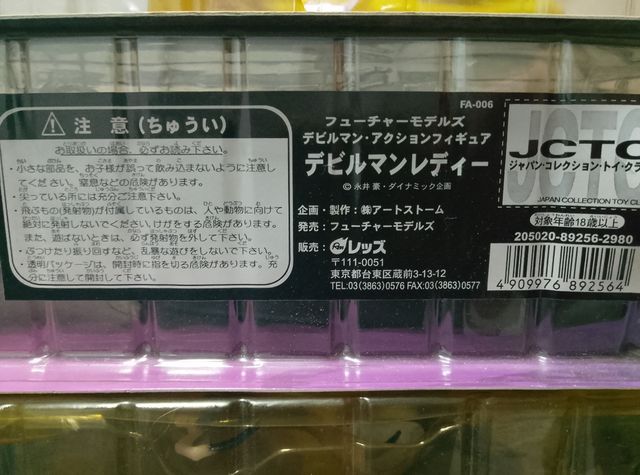 ⚠ 注 意 (ちゅうい)
お取扱いの場合、必ずお読み下さい。
・小さな部品を、お子様が誤って飲み込まないように注意し
てください。窒息などの危険があります。
・尖っている所には充分ご注意ください。
・飛ぶもの(発射物)が付属しているものは、人や動物に向けて
絶対に発射しないでください。けがをする危険があります。
また、遊ばないときは、必ず発射物を外して下さい。
・ぶつけたり振り回すなど、乱暴な遊びをしないで下さい。
・透明パッケージは、開封時に指を切る危険があります。充
分に注意して開封して下さい。
FA-006
フューチャーモデルズ
デビルマン・アクションフィギュア
デビルマンレディー
© 永井 豪・ダイナミック企画
企画・製作：㈱アートストーム
発売：フューチャーモデルズ
販売：レッズ
〒111-0051
東京都台東区蔵前3-13-12
TEL:03(3863)0576 FAX:03(3863)0577
JCTC
ジャパン・コレクション・トイ・クラ
JAPAN COLLECTION TOY CL
対象年齢18歳以上
205020-89256-2980
4 909976 892564